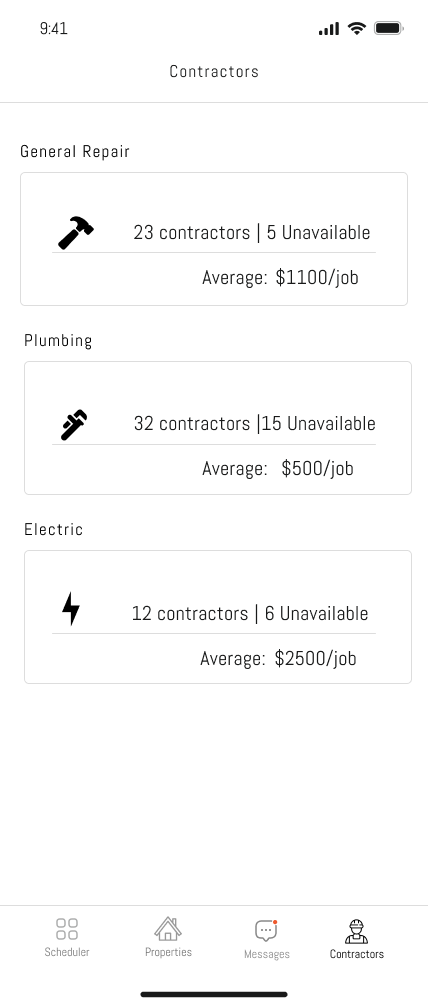 9:41
Contractors
General Repair
23 contractors | 5 Unavailable
Average: $1100/job
Plumbing
32 contractors |15 Unavailable
Average: $500/job
Electric
12 contractors | 6 Unavailable
Average: $2500/job
Scheduler Properties Messages Contractors